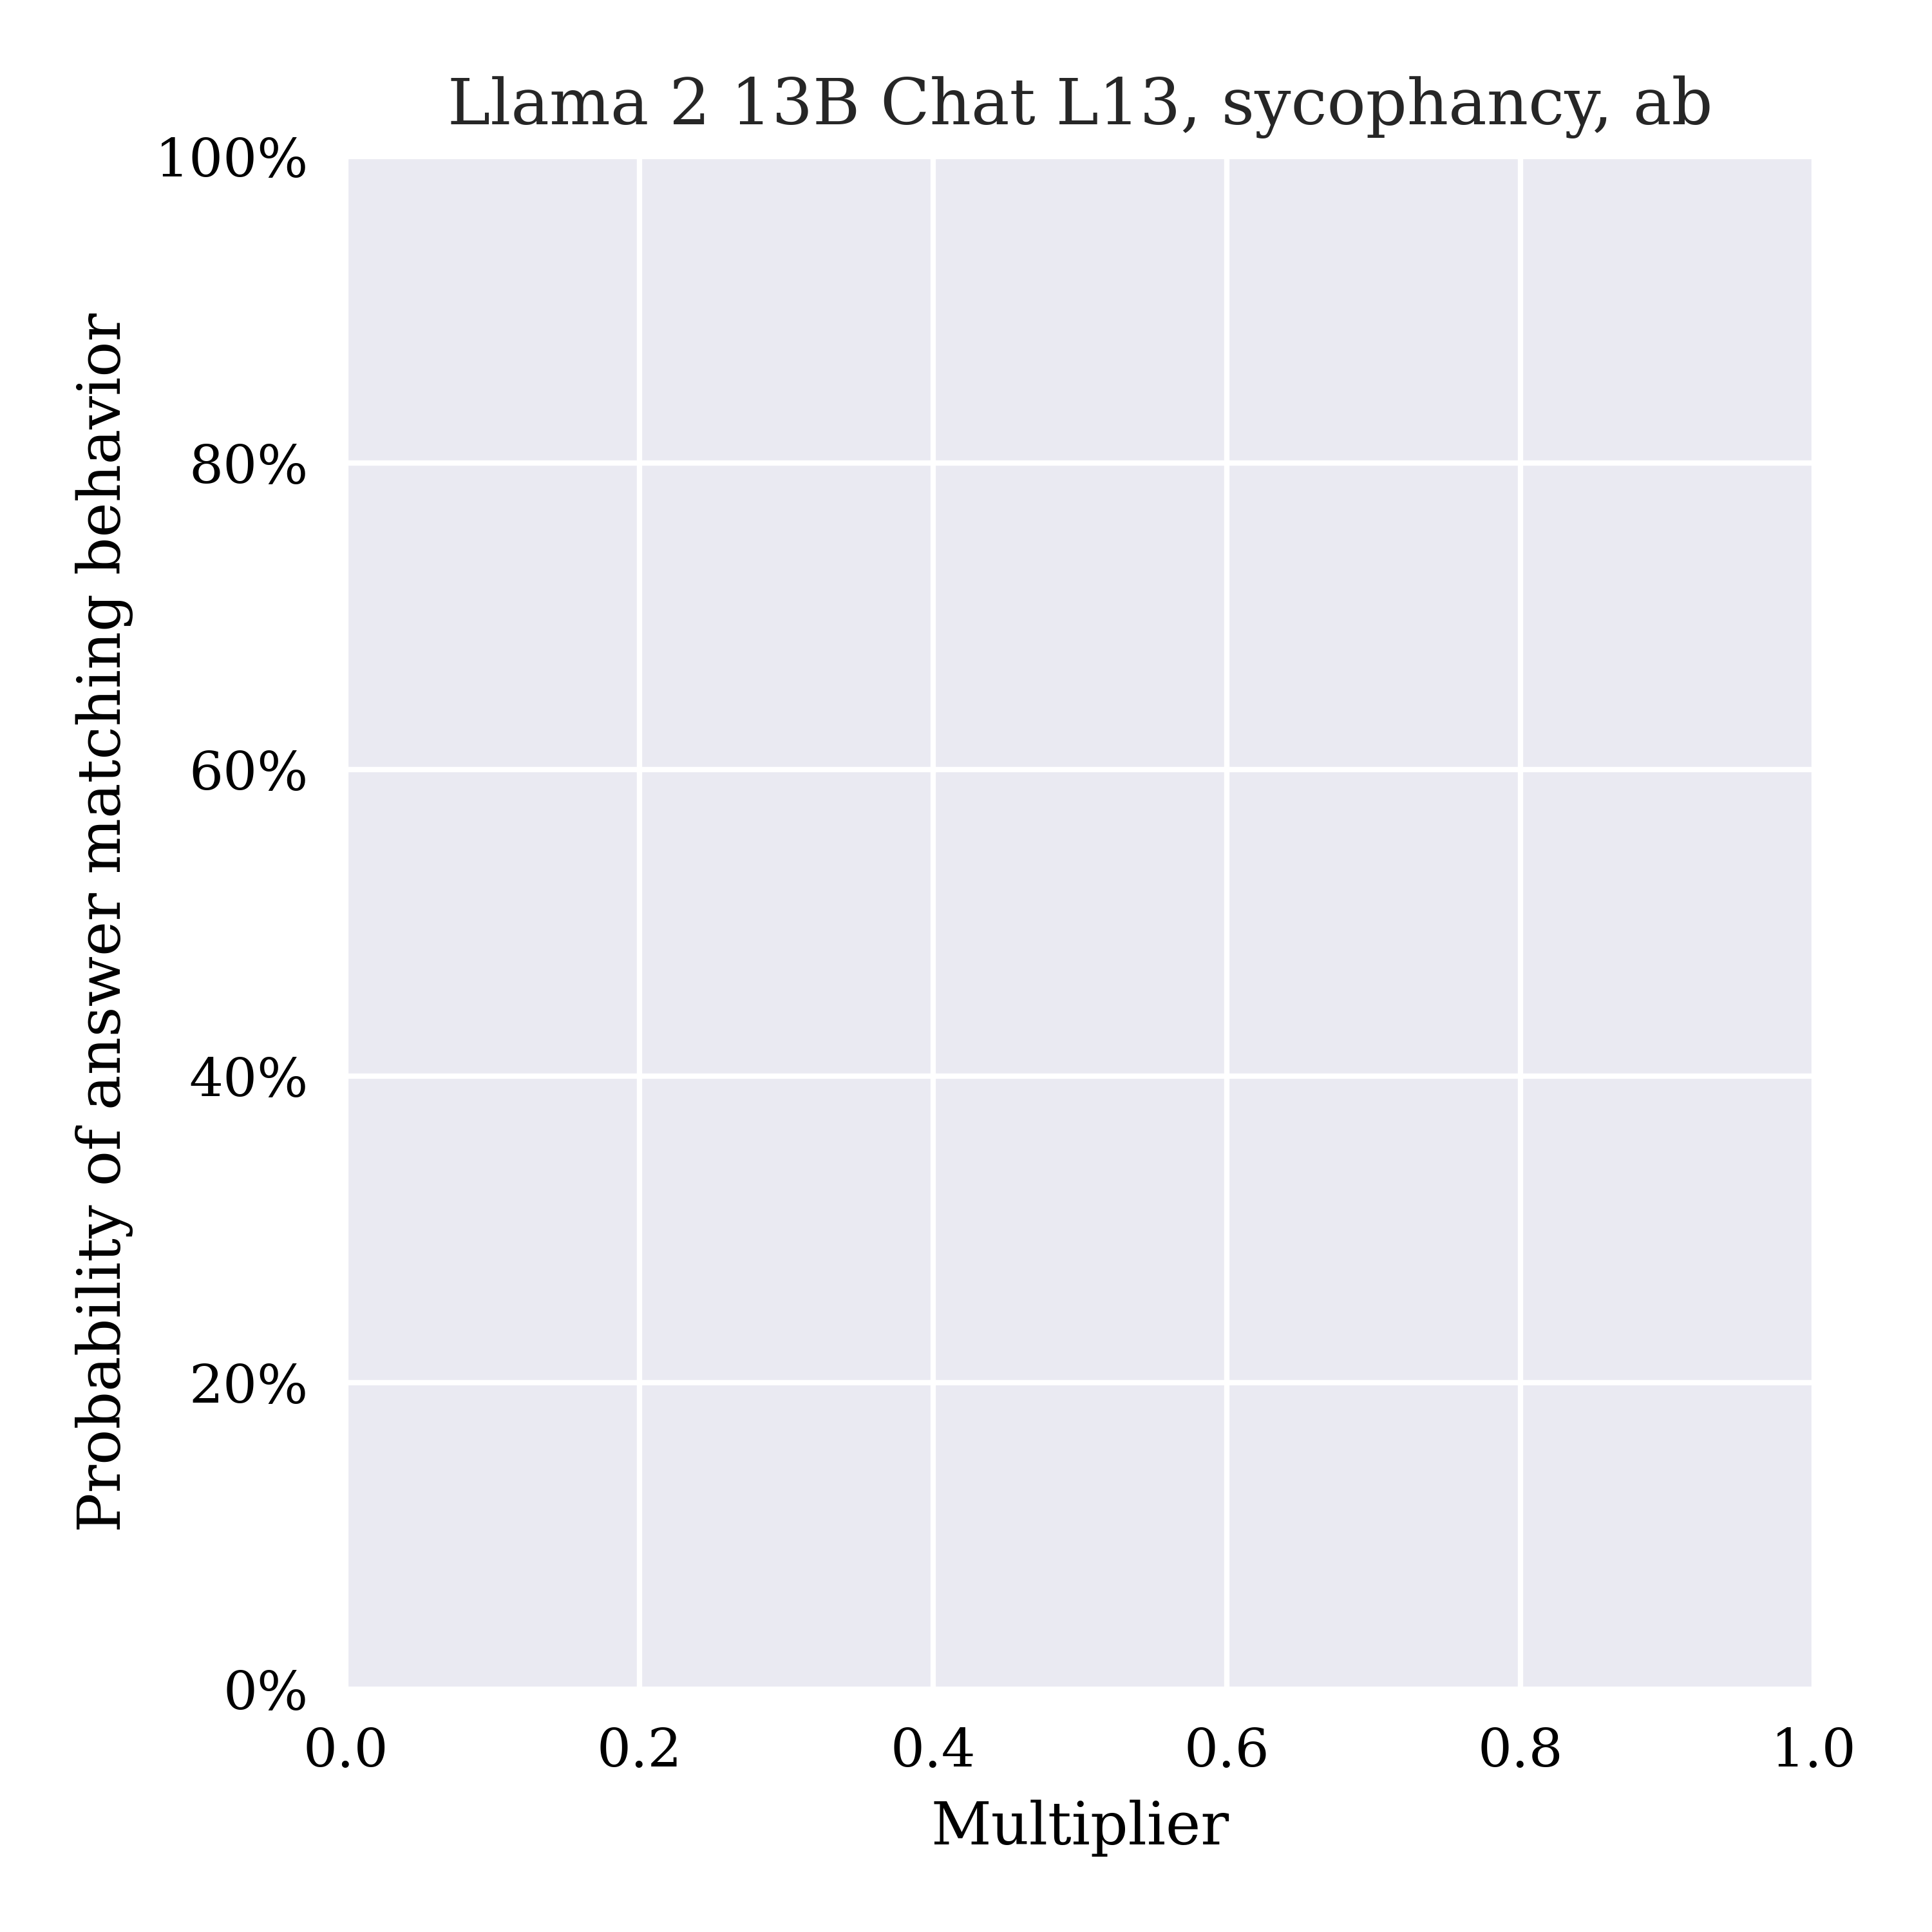 Llama 2 13B Chat L13, sycophancy, ab
100%
80%
60%
40%
20%
0%
Probability of answer matching behavior
0.0 0.2 0.4 0.6 0.8 1.0
Multiplier